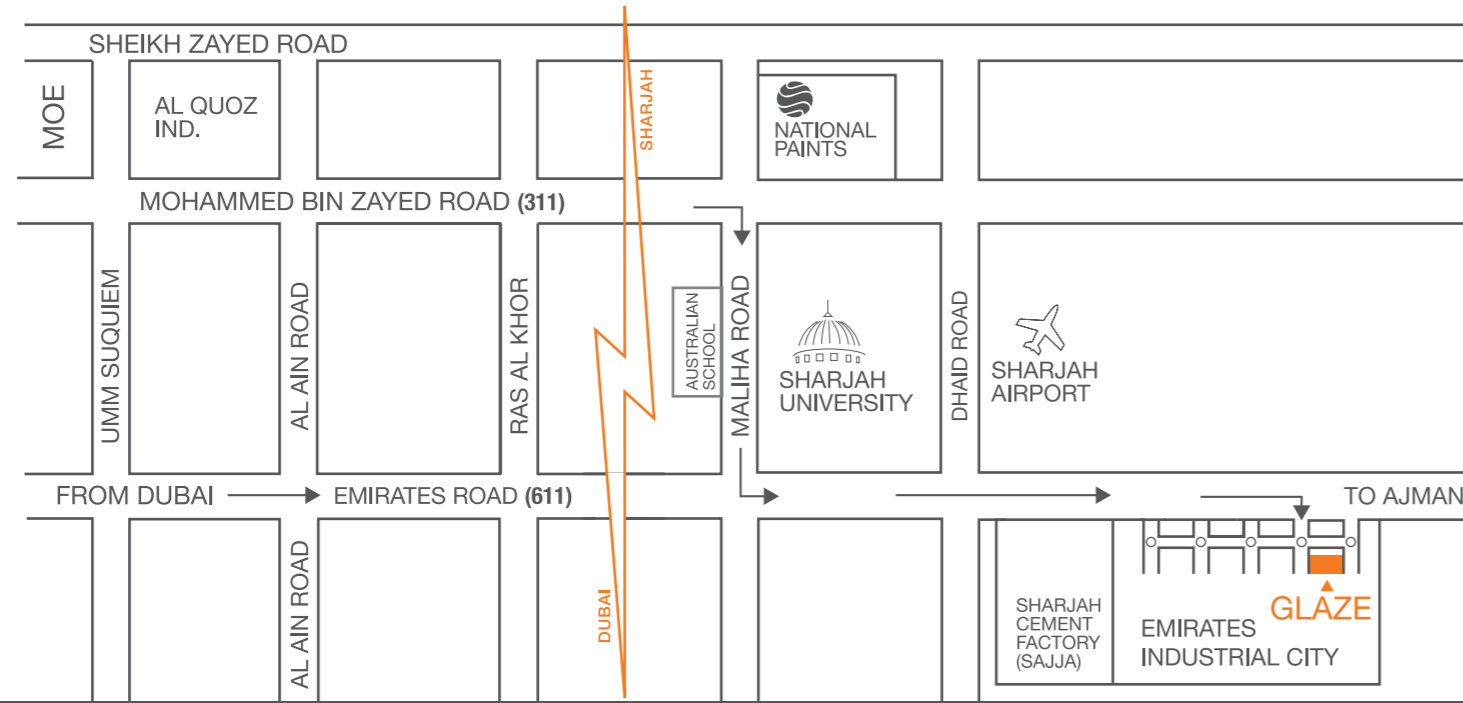 SHEIKH ZAYED ROAD
MOE
AL QUOZ
IND.
SHARJAH
NATIONAL
PAINTS
MOHAMMED BIN ZAYED ROAD (311)
UMM SUQUIEM
AL AIN ROAD
RAS AL KHOR
AUSTRALIAN
SCHOOL
MALIHA ROAD
SHARJAH
UNIVERSITY
DHAID ROAD
SHARJAH
AIRPORT
FROM DUBAI
EMIRATES ROAD (611)
TO AJMAN
AL AIN ROAD
DUBAI
SHARJAH
CEMENT
FACTORY
(SAJJA)
GLAZE
EMIRATES
INDUSTRIAL CITY